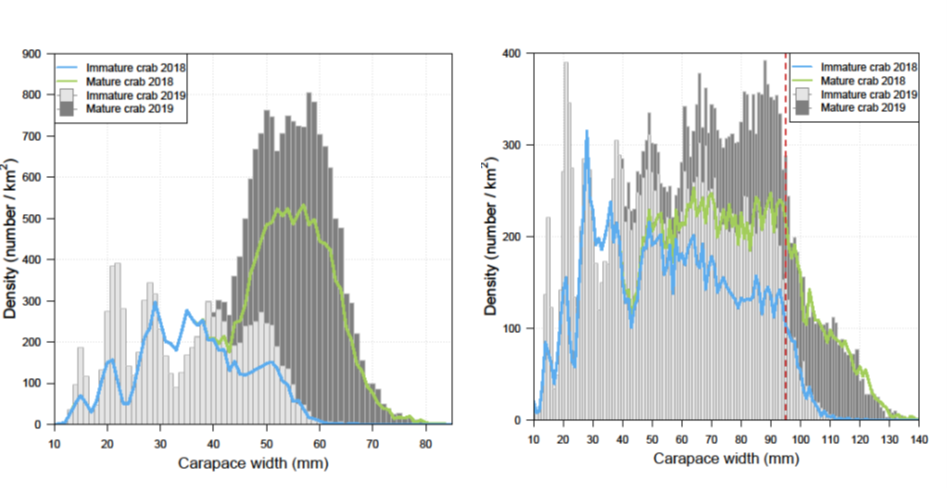 Density (number / km²)
900
800
700
600
500
400
300
200
100
0
Immature crab 2018
Mature crab 2018
Immature crab 2019
Mature crab 2019
10 20 30 40 50 60 70 80
Carapace width (mm)
Density (number / km²)
400
300
200
100
0
Immature crab 2018
Mature crab 2018
Immature crab 2019
Mature crab 2019
10 20 30 40 50 60 70 80 90 100 110 120 130 140
Carapace width (mm)